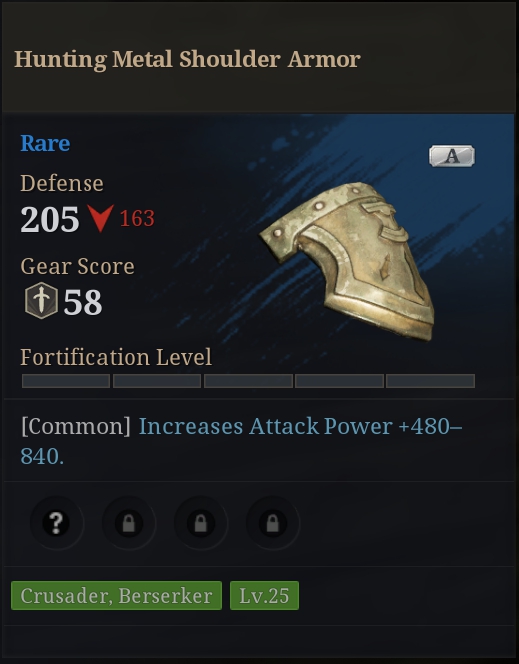 Hunting Metal Shoulder Armor
Rare
A
Defense
205 163
Gear Score
58
Fortification Level
[Common] Increases Attack Power +480–
840.
?
Crusader, Berserker Lv.25